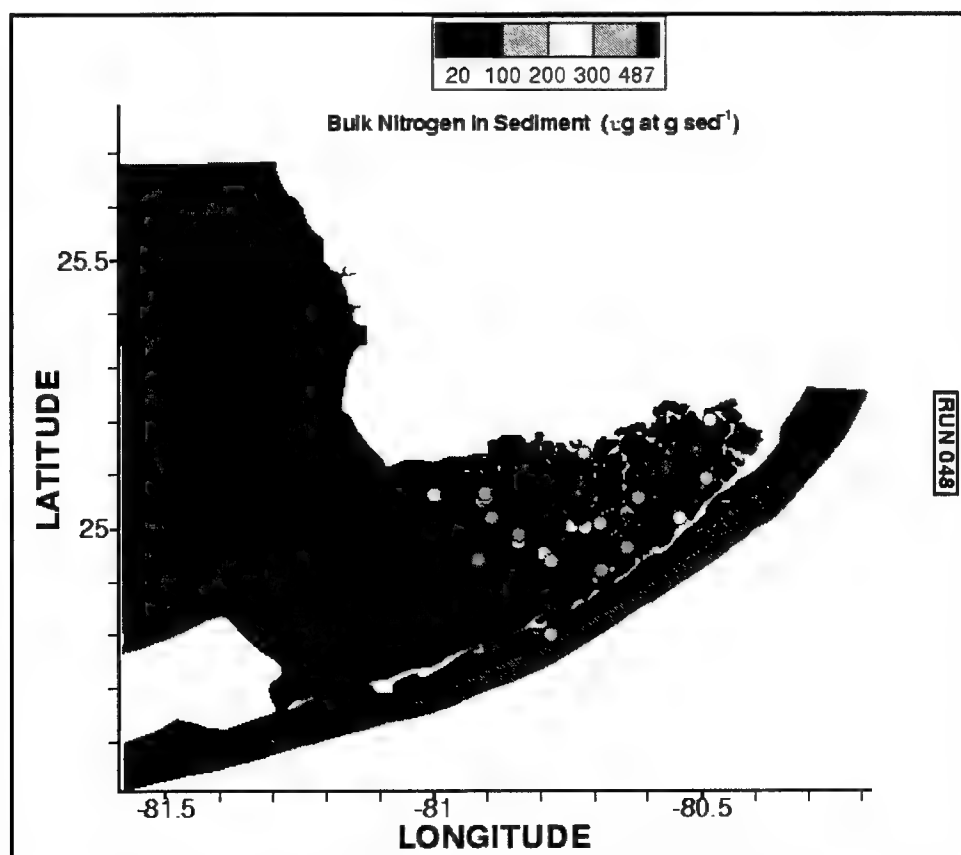 20 100 200 300 487
Bulk Nitrogen in Sediment (υg at g sed-1)
25.5
25
LATITUDE
-81.5 -81 -80.5
LONGITUDE
RUN 048